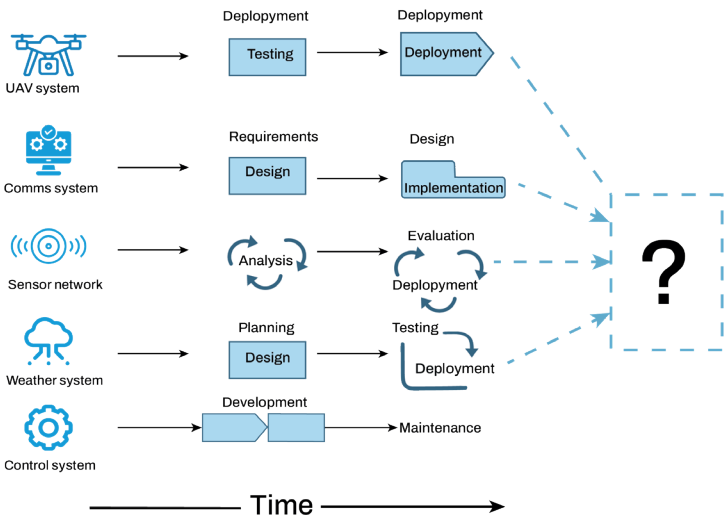 Deplopyment
Deplopyment
Testing
Deployment
UAV system
Requirements
Design
Design
Implementation
Comms system
Evaluation
Analysis
Deplopyment
Sensor network
Planning
Testing
Design
Deployment
Weather system
Development
Maintenance
Control system
?
Time